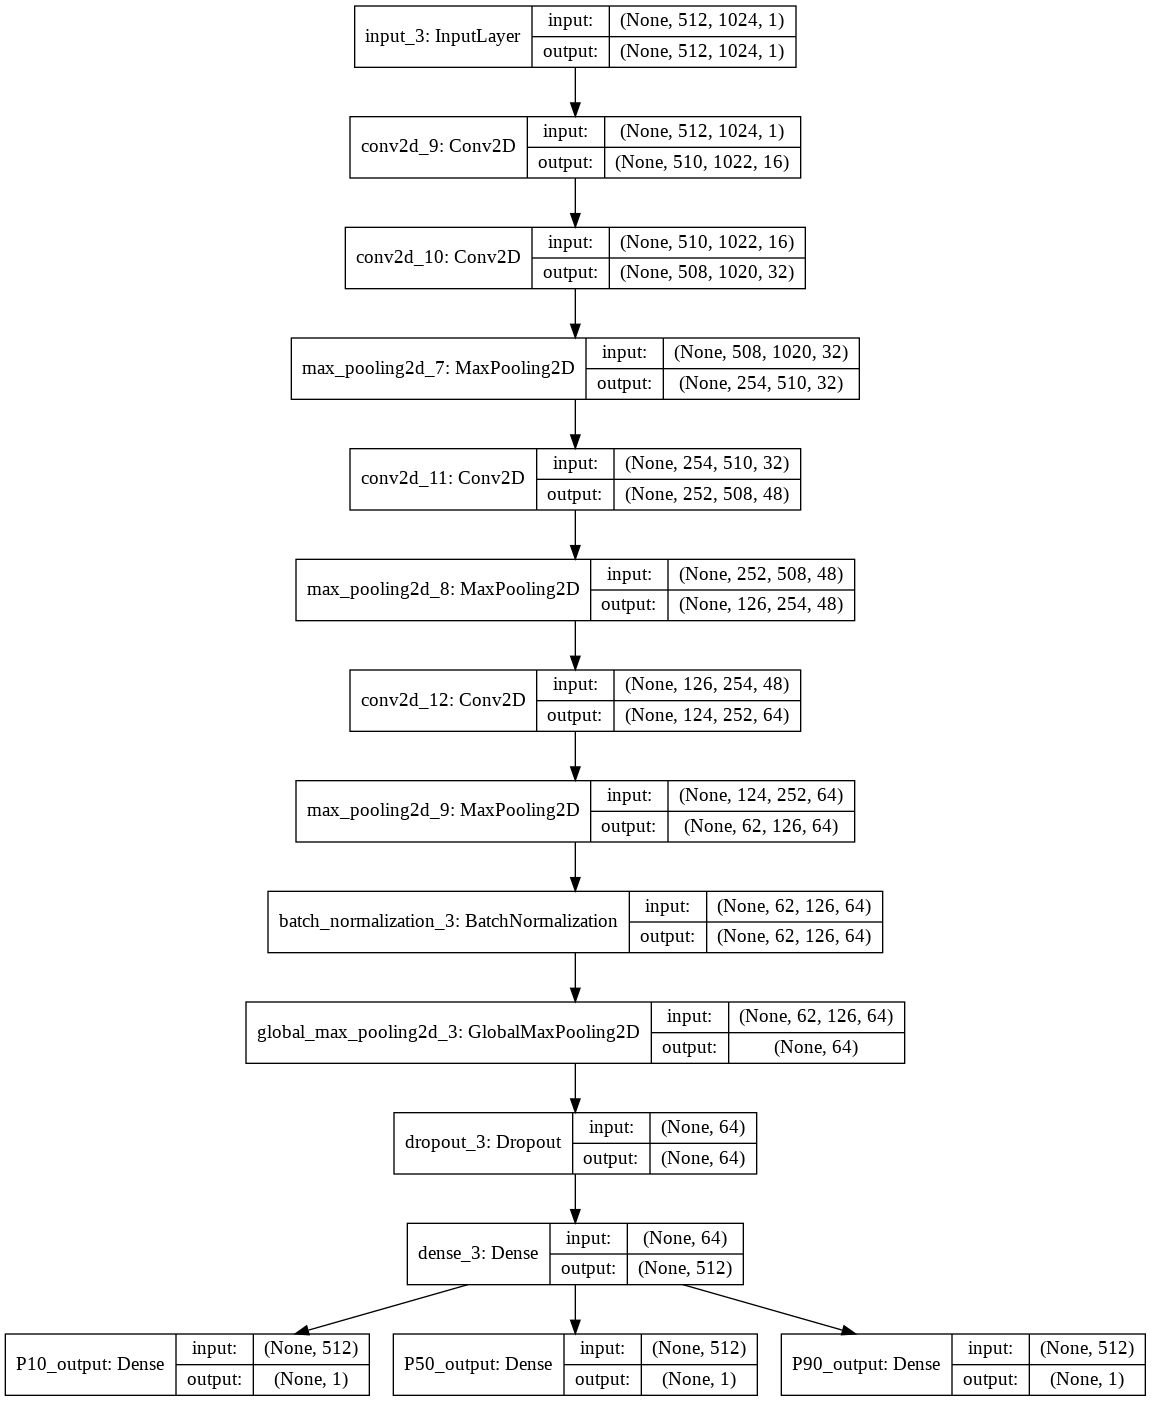 input_3: InputLayer
input: (None, 512, 1024, 1)
output: (None, 512, 1024, 1)
conv2d_9: Conv2D
input: (None, 512, 1024, 1)
output: (None, 510, 1022, 16)
conv2d_10: Conv2D
input: (None, 510, 1022, 16)
output: (None, 508, 1020, 32)
max_pooling2d_7: MaxPooling2D
input: (None, 508, 1020, 32)
output: (None, 254, 510, 32)
conv2d_11: Conv2D
input: (None, 254, 510, 32)
output: (None, 252, 508, 48)
max_pooling2d_8: MaxPooling2D
input: (None, 252, 508, 48)
output: (None, 126, 254, 48)
conv2d_12: Conv2D
input: (None, 126, 254, 48)
output: (None, 124, 252, 64)
max_pooling2d_9: MaxPooling2D
input: (None, 124, 252, 64)
output: (None, 62, 126, 64)
batch_normalization_3: BatchNormalization
input: (None, 62, 126, 64)
output: (None, 62, 126, 64)
global_max_pooling2d_3: GlobalMaxPooling2D
input: (None, 62, 126, 64)
output: (None, 64)
dropout_3: Dropout
input: (None, 64)
output: (None, 64)
dense_3: Dense
input: (None, 64)
output: (None, 512)
P10_output: Dense
input: (None, 512)
output: (None, 1)
P50_output: Dense
input: (None, 512)
output: (None, 1)
P90_output: Dense
input: (None, 512)
output: (None, 1)